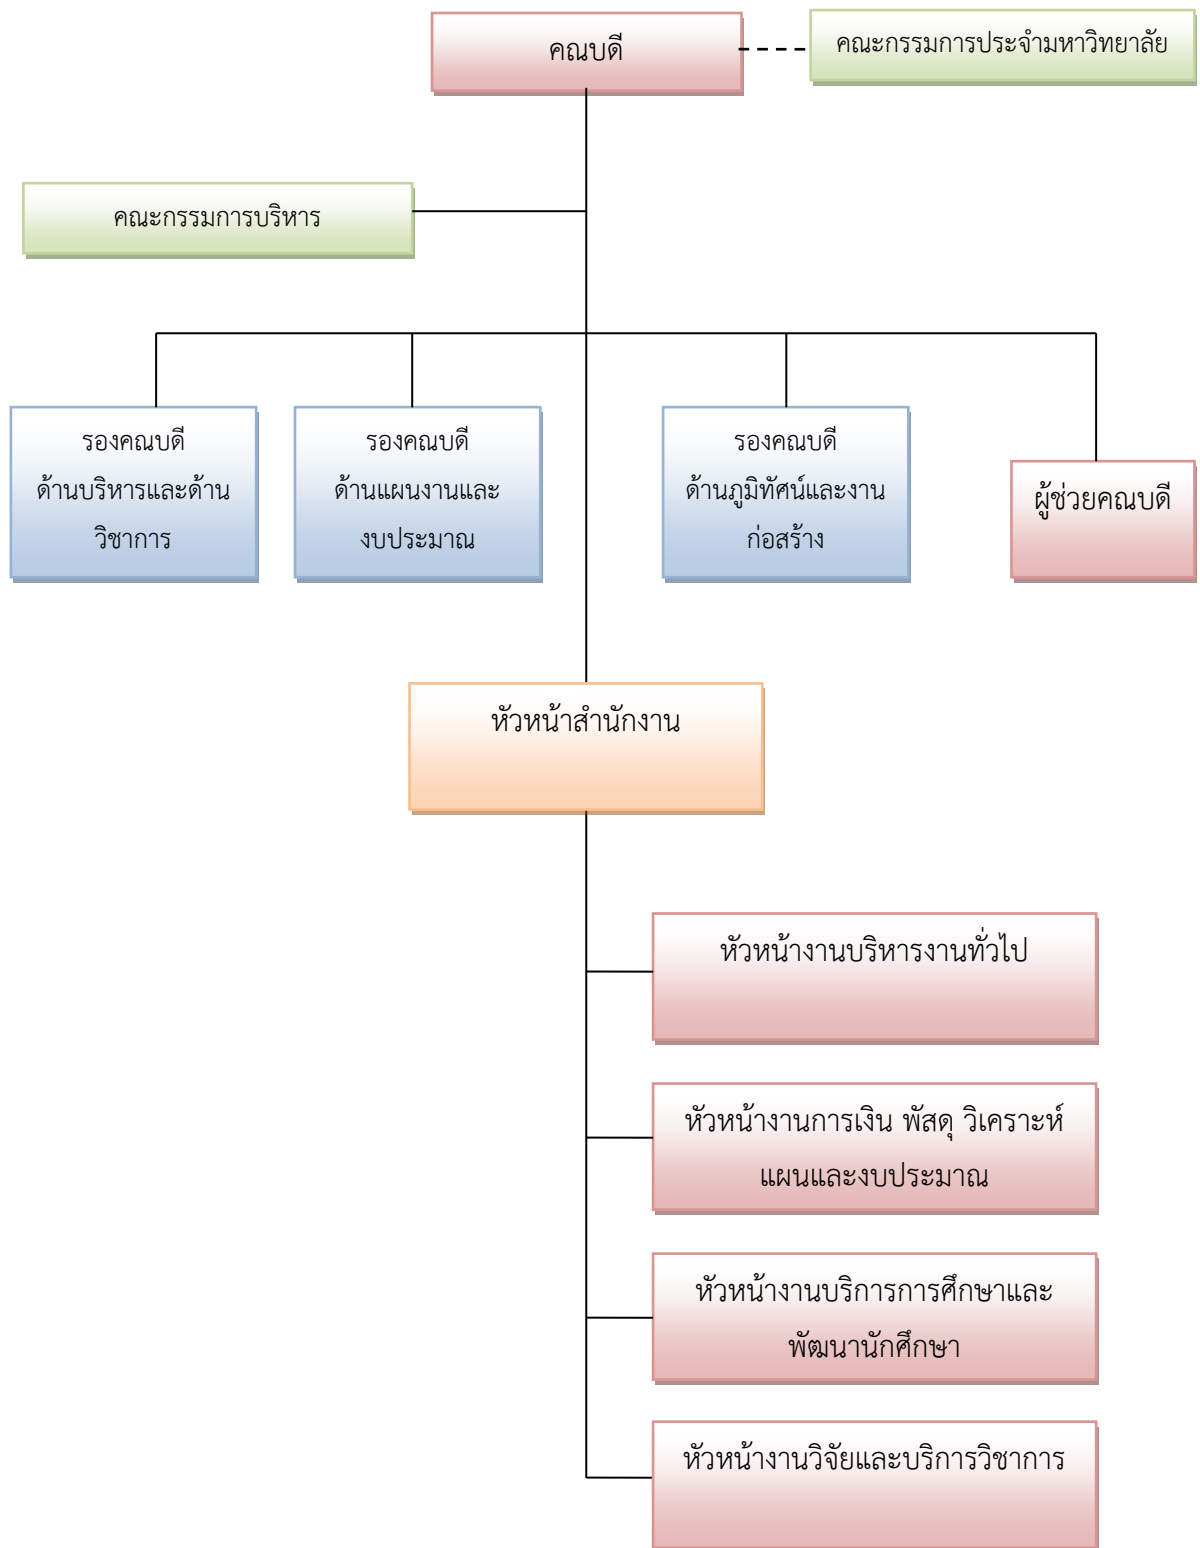 คณบดี
คณะกรรมการประจำมหาวิทยาลัย
คณะกรรมการบริหาร
รองคณบดี
ด้านบริหารและด้าน
วิชาการ
รองคณบดี
ด้านแผนงานและ
งบประมาณ
รองคณบดี
ด้านภูมิทัศน์และงาน
ก่อสร้าง
ผู้ช่วยคณบดี
หัวหน้าสำนักงาน
หัวหน้างานบริหารงานทั่วไป
หัวหน้างานการเงิน พัสดุ วิเคราะห์
แผนและงบประมาณ
หัวหน้างานบริการการศึกษาและ
พัฒนานักศึกษา
หัวหน้างานวิจัยและบริการวิชาการ